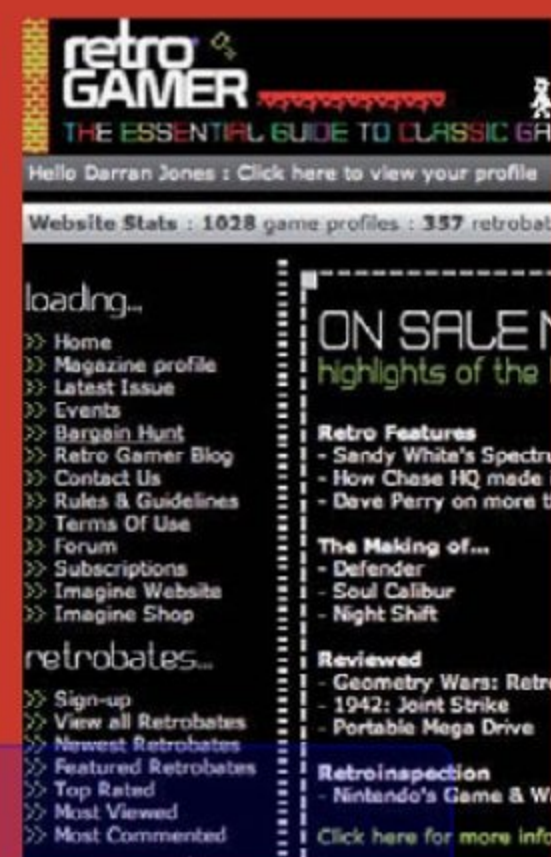 retro
GAMER
THE ESSENTIAL GUIDE TO CLASSIC GA
Hello Darran Jones : Click here to view your profile
Website Stats : 1028 game profiles : 357 retrobat
loading...
>> Home
>> Magazine profile
>> Latest Issue
>> Events
>> Bargain Hunt
>> Retro Gamer Blog
>> Contact Us
>> Rules & Guidelines
>> Terms Of Use
>> Forum
>> Subscriptions
>> Imagine Website
>> Imagine Shop
retrobates...
>> Sign-up
>> View all Retrobates
>> Newest Retrobates
>> Featured Retrobates
>> Top Rated
>> Most Viewed
>> Most Commented
ON SALE N
highlights of the
Retro Features
- Sandy White's Spectru
- How Chase HQ made
- Dave Perry on more t
The Making of...
- Defender
- Soul Calibur
- Night Shift
Reviewed
- Geometry Wars: Retro
- 1942: Joint Strike
- Portable Mega Drive
Retroinspection
- Nintendo's Game & W
Click here for more info